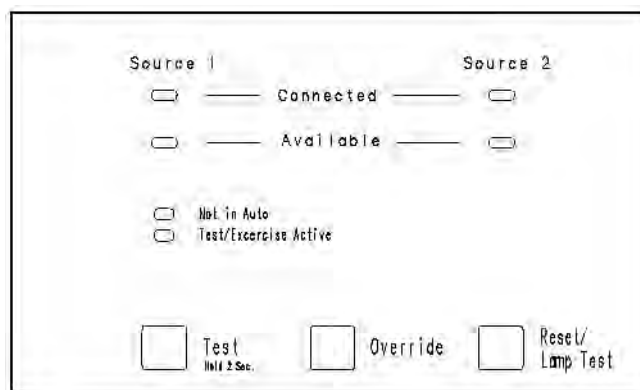 Source 1 Source 2
Connected
Available
Not in Auto
Test/Excercise Active
Test
Hold 2 Sec.
Override
Reset/
Lamp Test